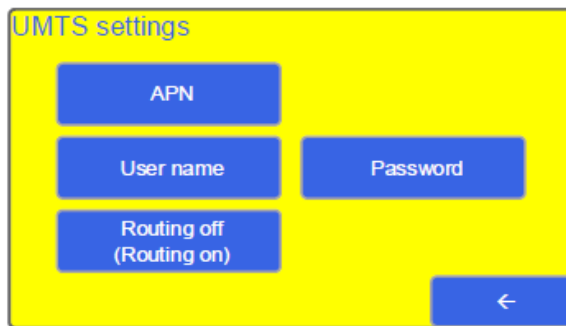 UMTS settings
APN
User name
Password
Routing off
(Routing on)
←